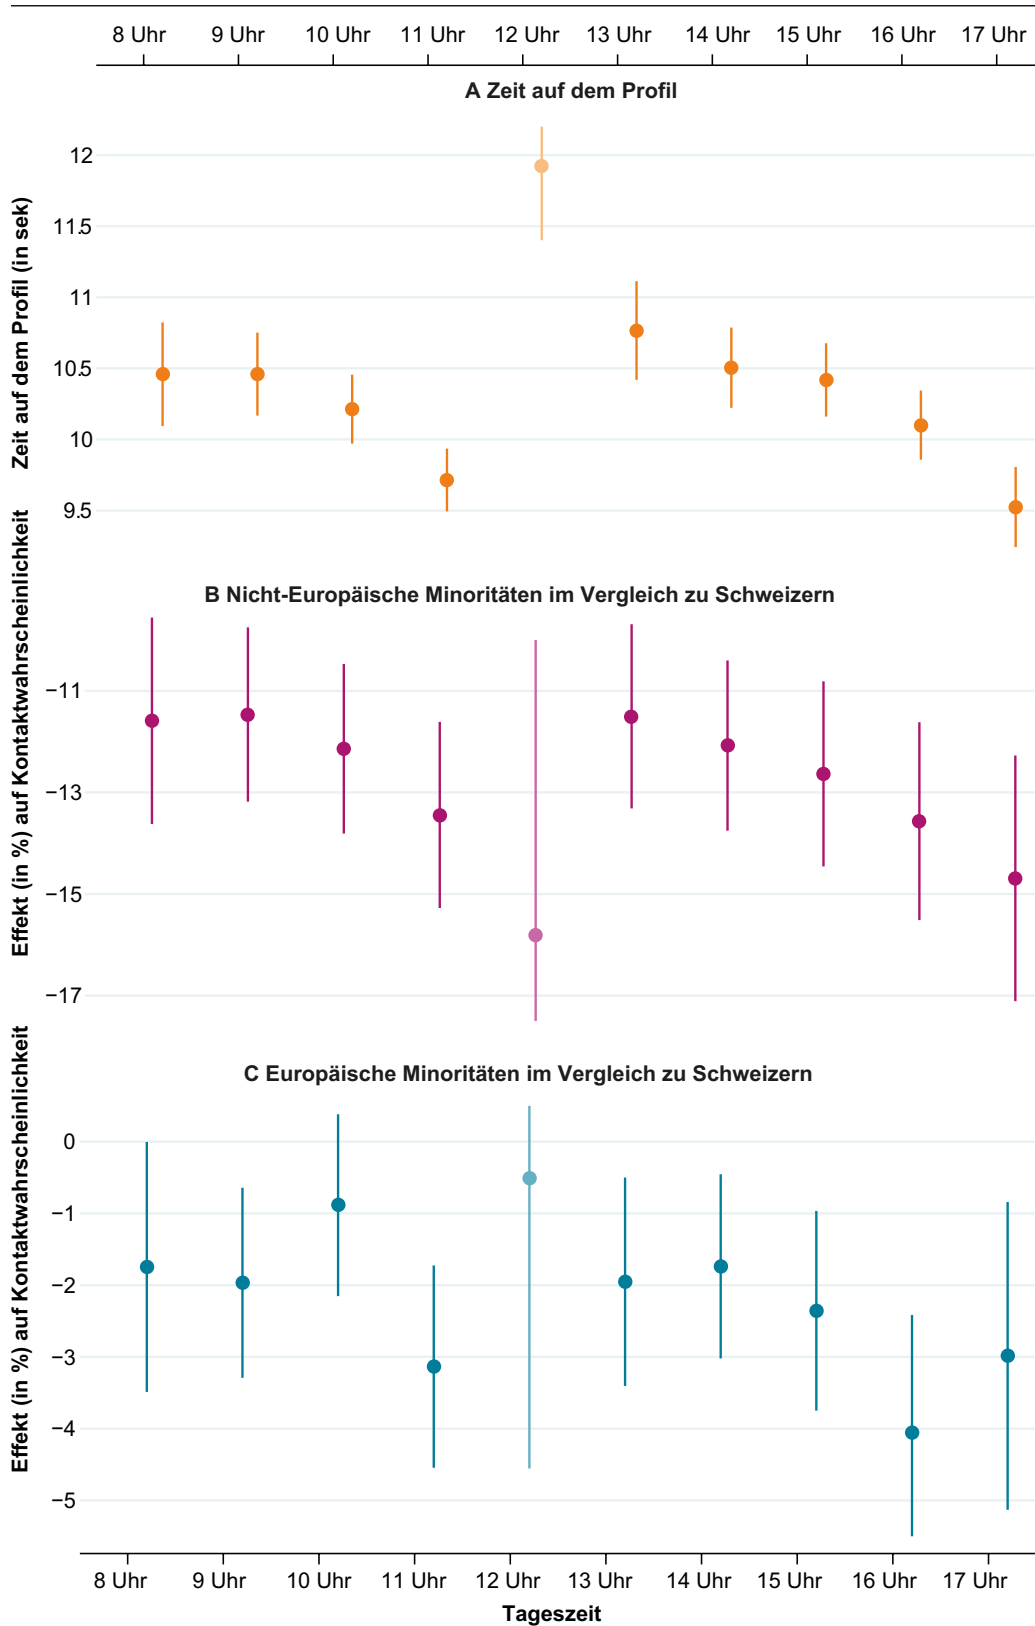 8 Uhr 9 Uhr 10 Uhr 11 Uhr 12 Uhr 13 Uhr 14 Uhr 15 Uhr 16 Uhr 17 Uhr
A Zeit auf dem Profil
Zeit auf dem Profil (in sek)
12
11.5
11
10.5
10
9.5
B Nicht-Europäische Minoritäten im Vergleich zu Schweizern
Effekt (in %) auf Kontaktwahrscheinlichkeit
−11
−13
−15
−17
C Europäische Minoritäten im Vergleich zu Schweizern
Effekt (in %) auf Kontaktwahrscheinlichkeit
0
−1
−2
−3
−4
−5
8 Uhr 9 Uhr 10 Uhr 11 Uhr 12 Uhr 13 Uhr 14 Uhr 15 Uhr 16 Uhr 17 Uhr
Tageszeit